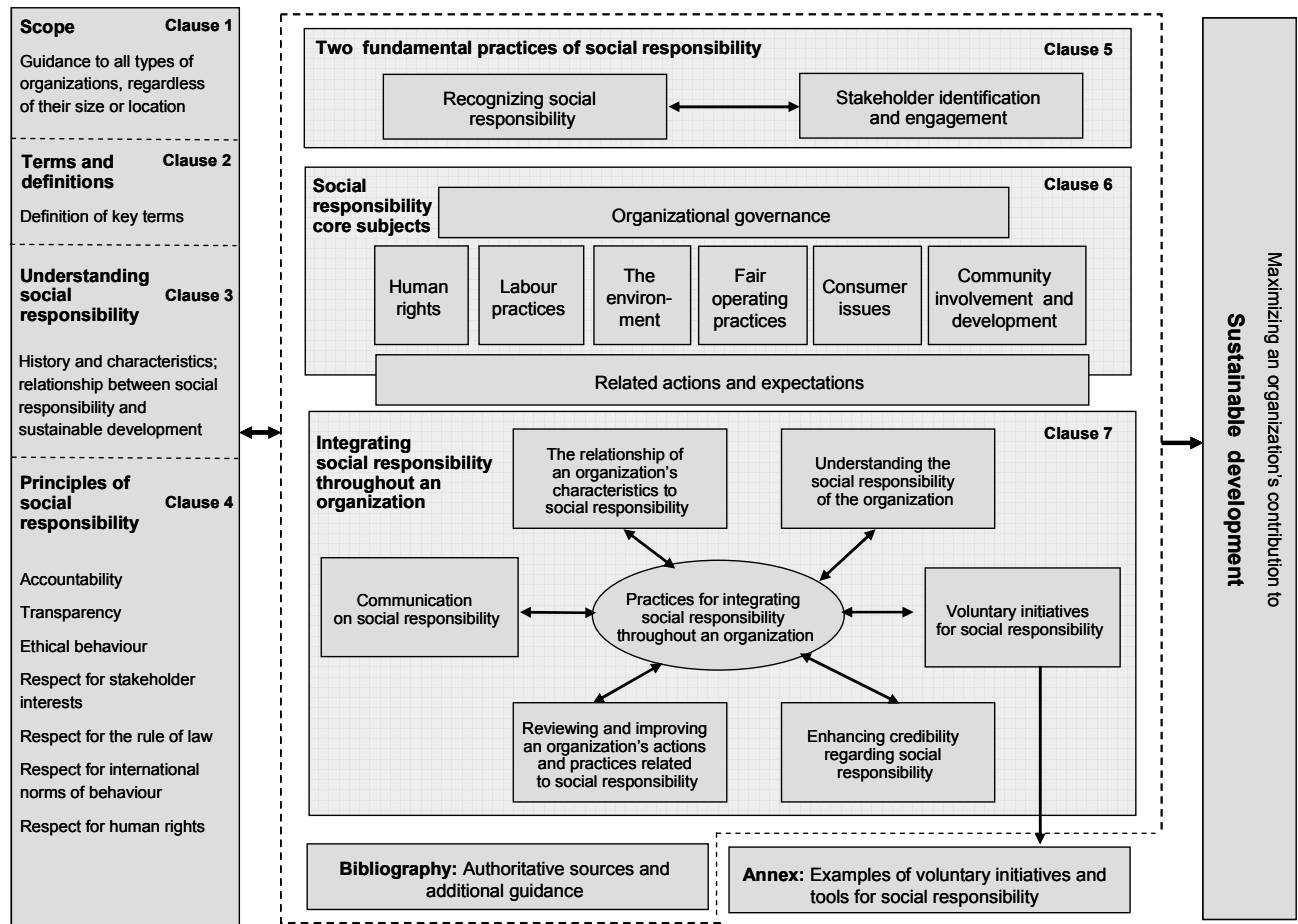 Scope Clause 1
Guidance to all types of
organizations, regardless
of their size or location
Terms and Clause 2
definitions
Definition of key terms
Understanding
social Clause 3
responsibility
History and characteristics;
relationship between social
responsibility and
sustainable development
Principles of
social Clause 4
responsibility
Accountability
Transparency
Ethical behaviour
Respect for stakeholder
interests
Respect for the rule of law
Respect for international
norms of behaviour
Respect for human rights
Two fundamental practices of social responsibility Clause 5
Recognizing social
responsibility
Stakeholder identification
and engagement
Social
responsibility
core subjects
Clause 6
Organizational governance
Human
rights
Labour
practices
The
environ-
ment
Fair
operating
practices
Consumer
issues
Community
involvement and
development
Related actions and expectations
Integrating
social responsibility
throughout an
organization
Clause 7
The relationship of
an organization's
characteristics to
social responsibility
Understanding the
social responsibility
of the organization
Communication
on social responsibility
Practices for integrating
social responsibility
throughout an organization
Voluntary initiatives
for social responsibility
Reviewing and improving
an organization's actions
and practices related
to social responsibility
Enhancing credibility
regarding social
responsibility
Bibliography: Authoritative sources and
additional guidance
Annex: Examples of voluntary initiatives and
tools for social responsibility
Maximizing an organization's contribution to
Sustainable development